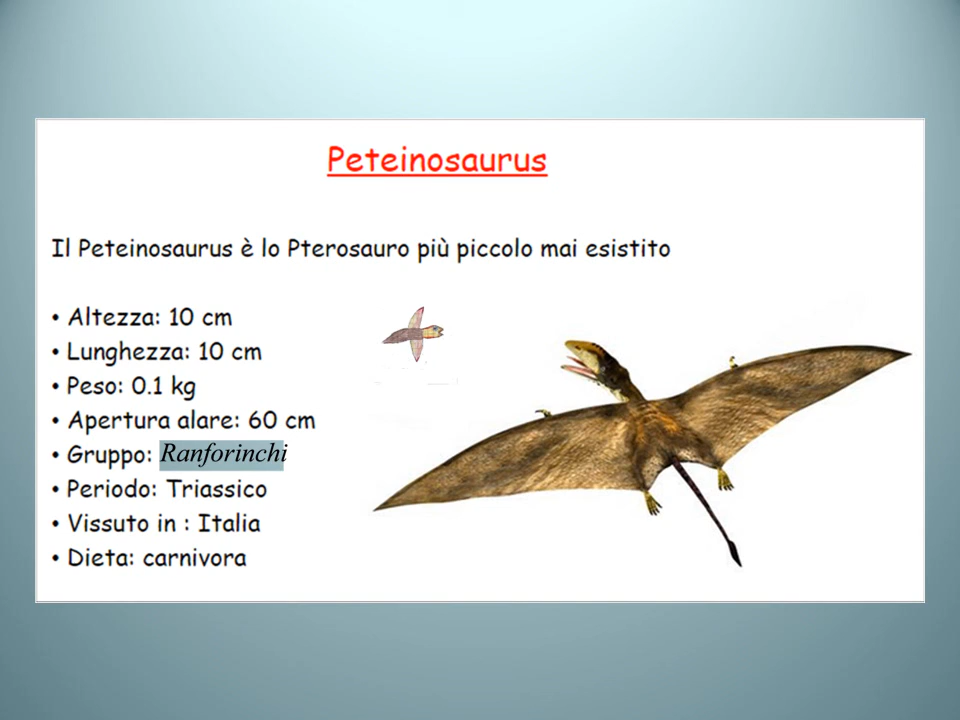 Peteinosaurus
Il Peteinosaurus è lo Pterosauro più piccolo mai esistito
• Altezza: 10 cm
• Lunghezza: 10 cm
• Peso: 0.1 kg
• Apertura alare: 60 cm
• Gruppo: Ranforinchi
• Periodo: Triassico
• Vissuto in : Italia
• Dieta: carnivora